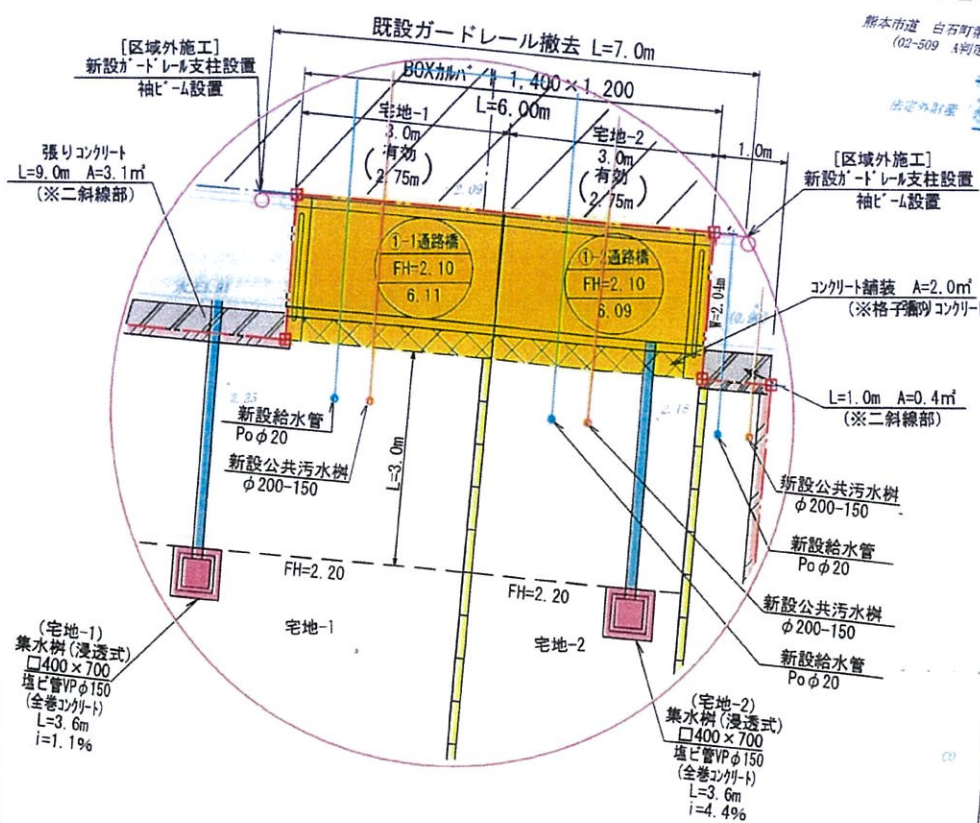 既設ガードレール撤去 L=7.0m
熊本市道 白石町
(02-509
法定外財産
[区域外施工]
新設ガードレール支柱設置
袖ビーム設置
1,400×1,200
L=6.00m
宅地-1
3.0m
有効
(2.75m)
宅地-2
3.0m
有効
(2.75m)
1.0m
[区域外施工]
新設ガードレール支柱設置
袖ビーム設置
張りコンクリート
L=9.0m A=3.1㎡
(※二斜線部)
2.09
①-1通路橋
FH=2.10
6.11
①-2通路橋
FH=2.10
6.09
W=2.04m
コンクリート舗装 A=2.0㎡
L=1.0m A=0.4㎡
(※二斜線部)
新設給水管
Poφ20
新設公共汚水桝
φ200-150
L=3.0m
新設公共汚水桝
φ200-150
新設給水管
Poφ20
新設公共汚水桝
φ200-150
新設給水管
Poφ20
FH=2.20
FH=2.20
宅地-1
宅地-2
(宅地-1)
集水桝(浸透式)
□400×700
塩ビ管VPφ150
(全巻コンクリート)
L=3.6m
i=1.1%
(宅地-2)
集水桝(浸透式)
□400×700
塩ビ管VPφ150
(全巻コンクリート)
L=3.6m
i=4.4%